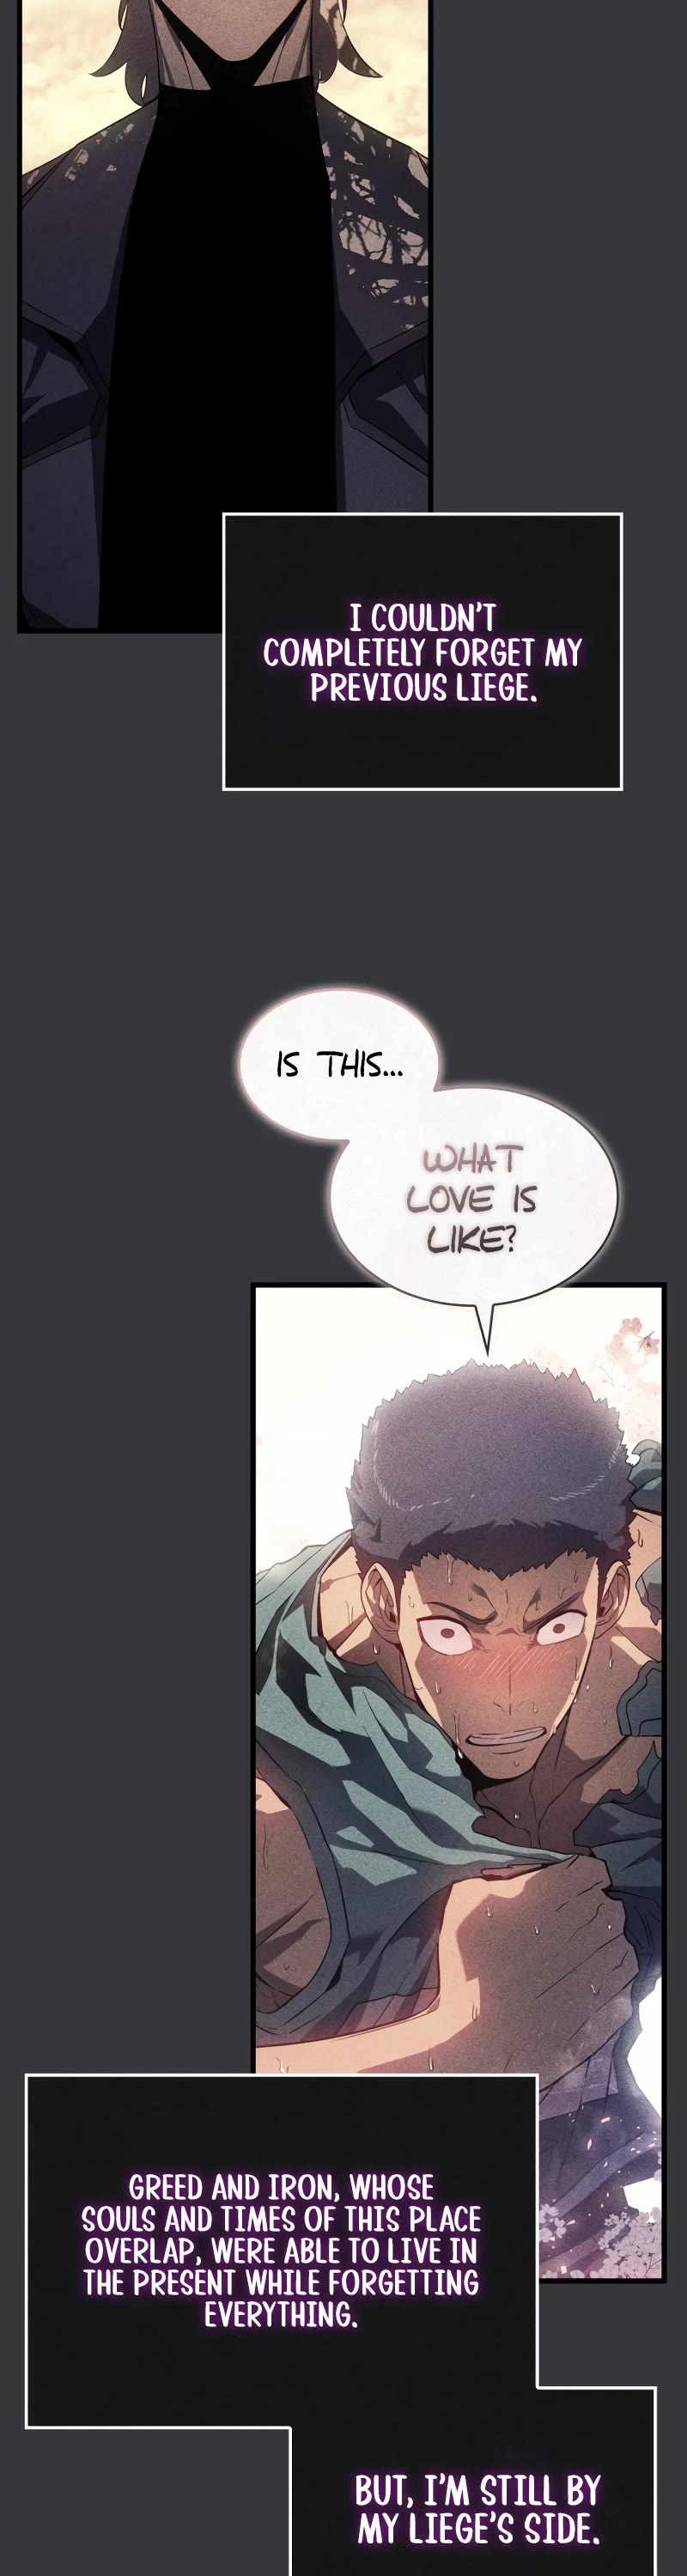 I COULDN'T
COMPLETELY FORGET MY
PREVIOUS LIEGE.
IS THIS...
WHAT
LOVE IS
LIKE?
GREED AND IRON, WHOSE
SOULS AND TIMES OF THIS PLACE
OVERLAP, WERE ABLE TO LIVE IN
THE PRESENT WHILE FORGETTING
EVERYTHING.
BUT, I'M STILL BY
MY LIEGE'S SIDE.